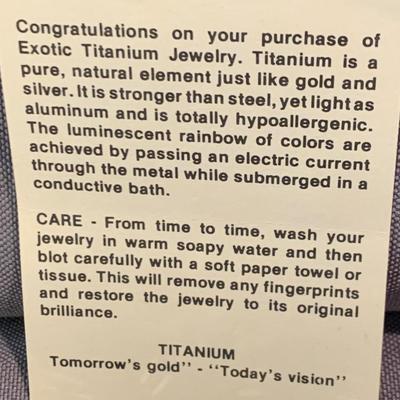 Congratulations on your purchase of
Exotic Titanium Jewelry. Titanium is a
pure, natural element just like gold and
silver. It is stronger than steel, yet light as
aluminum and is totally hypoallergenic.
The luminescent rainbow of colors are
achieved by passing an electric current
through the metal while submerged in a
conductive bath.
CARE - From time to time, wash your
jewelry in warm soapy water and then
blot carefully with a soft paper towel or
tissue. This will remove any fingerprints
and restore the jewelry to its original
brilliance.
TITANIUM
Tomorrow's gold'' - ''Today's vision''